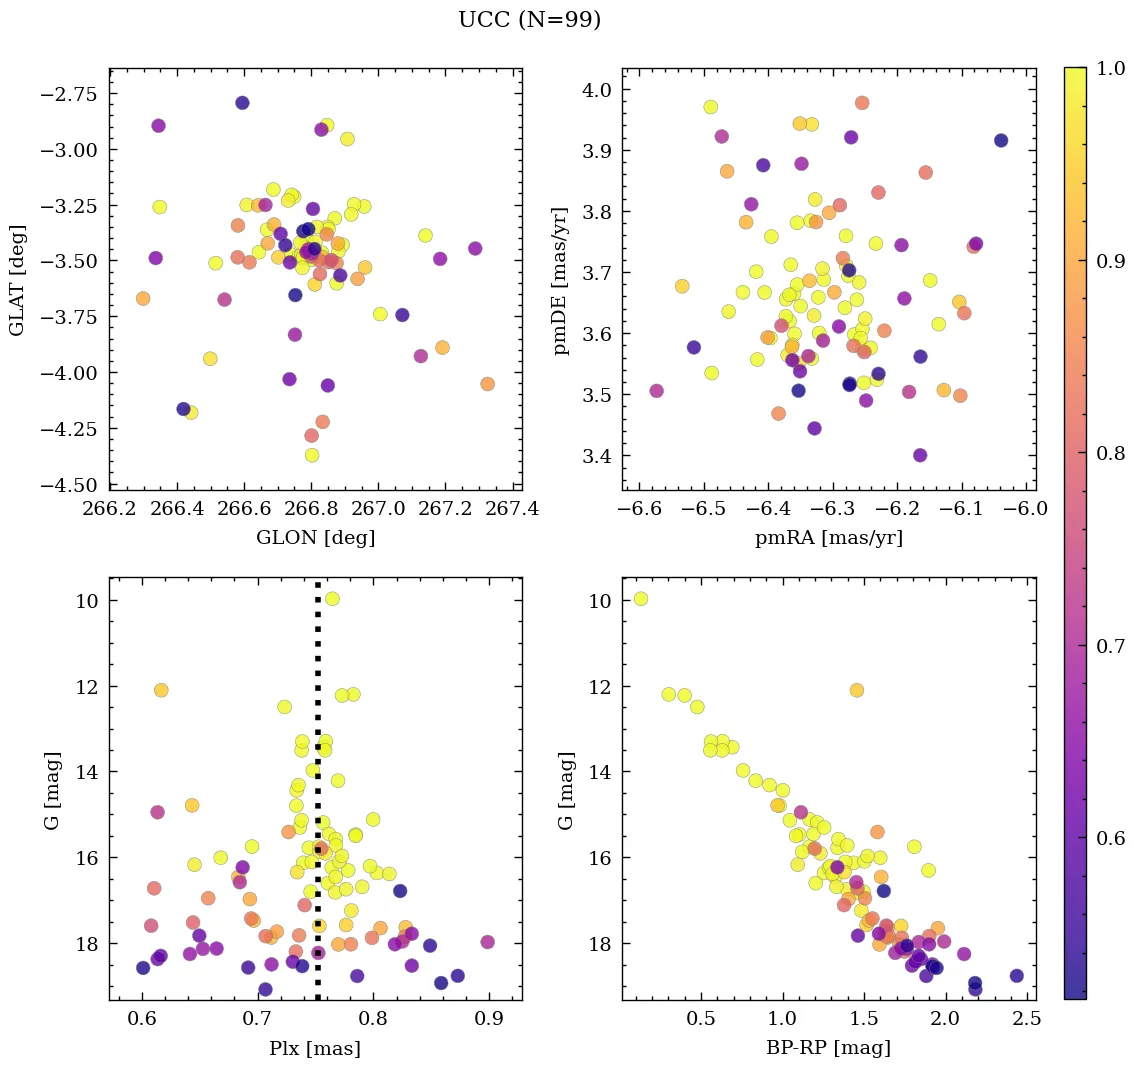 UCC (N=99)
−2.75
−3.00
−3.25
−3.50
−3.75
−4.00
−4.25
−4.50
GLAT [deg]
266.2 266.4 266.6 266.8 267.0 267.2 267.4
GLON [deg]
4.0
3.9
3.8
3.7
3.6
3.5
3.4
pmDE [mas/yr]
−6.6 −6.5 −6.4 −6.3 −6.2 −6.1 −6.0
pmRA [mas/yr]
10
12
14
16
18
G [mag]
0.6 0.7 0.8 0.9
Plx [mas]
10
12
14
16
18
G [mag]
0.5 1.0 1.5 2.0 2.5
BP-RP [mag]
1.0
0.9
0.8
0.7
0.6